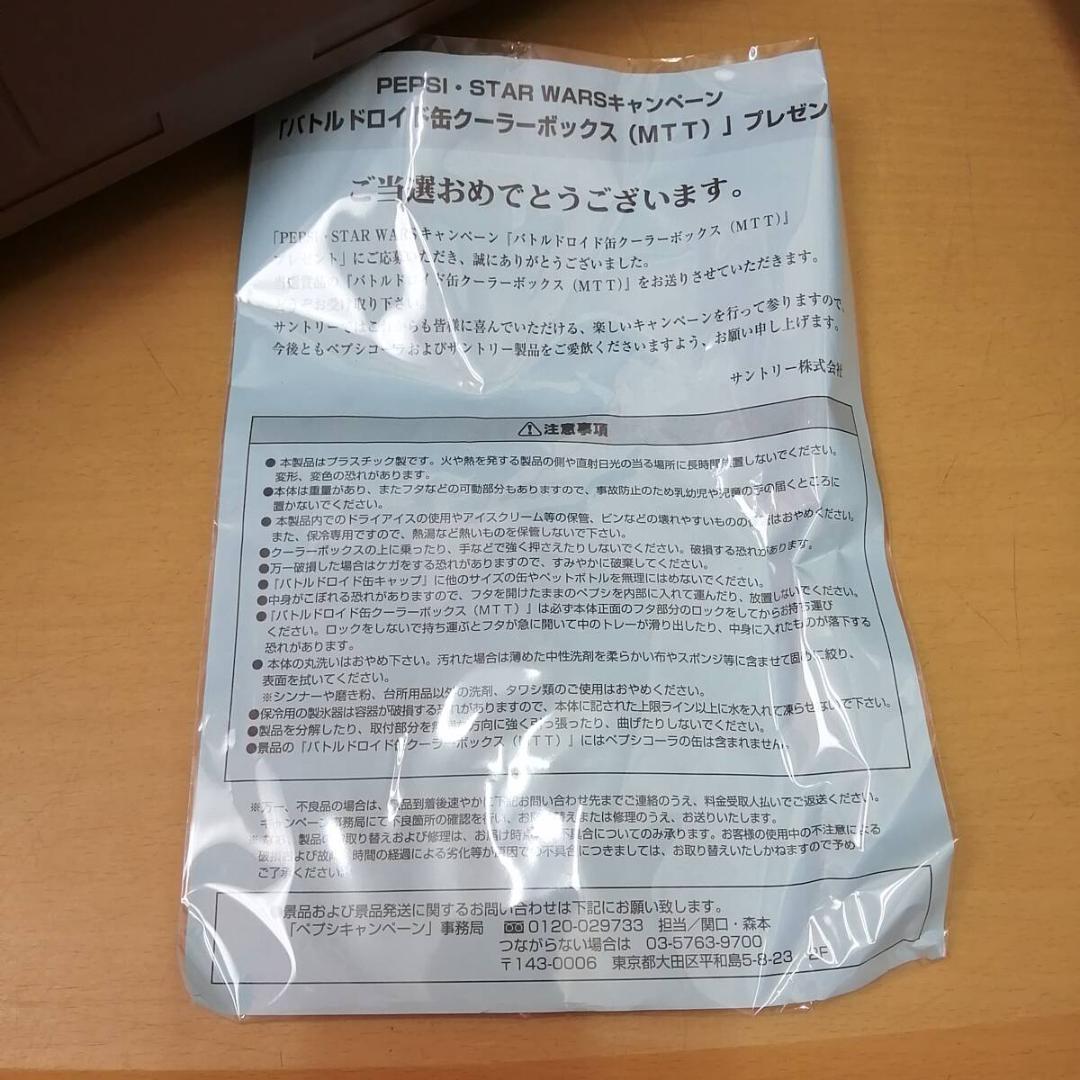 PEPSI・STAR WARSキャンペーン
「バトルドロイド缶クーラーボックス（MTT）」プレゼン
ご当選おめでとうございます。
「PEPSI・STAR WARSキャンペーン『バトルドロイド缶クーラーボックス（MTT）』
プレゼント」にご応募いただき、誠にありがとうございました。
当選賞品の「バトルドロイド缶クーラーボックス（MTT）」をお送りさせていただきます。
どうぞお受け取り下さい。
サントリーではこれからも皆様に喜んでいただける、楽しいキャンペーンを行って参りますので、
今後ともペプシコーラおよびサントリー製品をご愛飲くださいますよう、お願い申し上げます。
サントリー株式会社
⚠注意事項
●本製品はプラスチック製です。火や熱を発する製品の側や直射日光の当る場所に長時間放置しないでください。
変形、変色の恐れがあります。
●本体は重量があり、またフタなどの可動部分もありますので、事故防止のため乳幼児や児童の手の届くところに
置かないでください。
●本製品内でのドライアイスの使用やアイスクリーム等の保管、ビンなどの壊れやすいものの保管はおやめください。
また、保冷専用ですので、熱湯など熱いものを保管しないで下さい。
●クーラーボックスの上に乗ったり、手などで強く押さえたりしないでください。破損する恐れがあります。
●万一破損した場合はケガをする恐れがありますので、すみやかに破棄してください。
●「バトルドロイド缶キャップ」に他のサイズの缶やペットボトルを無理にはめないでください。
●中身がこぼれる恐れがありますので、フタを開けたままのペプシを内部に入れて運んだり、放置しないでください。
●「バトルドロイド缶クーラーボックス（MTT）」は必ず本体正面のフタ部分のロックをしてからお持ち運び
ください。ロックをしないで持ち運ぶとフタが急に開いて中のトレーが滑り出したり、中身に入れたものが落下する
恐れがあります。
●本体の丸洗いはおやめ下さい。汚れた場合は薄めた中性洗剤を柔らかい布やスポンジ等に含ませて固めに絞り、
表面を拭いてください。
※シンナーや磨き粉、台所用品以外の洗剤、タワシ類のご使用はおやめください。
●保冷用の製氷器は容器が破損する恐れがありますので、本体に記された上限ライン以上に水を入れて凍らせないで下さい。
●製品を分解したり、取付部分を無理な方向に強く引っ張ったり、曲げたりしないでください。
●景品の「バトルドロイド缶クーラーボックス（MTT）」にはペプシコーラの缶は含まれません。
※万一、不良品の場合は、商品到着後速やかに下記お問い合わせ先までご連絡のうえ、料金受取人払いでご返送ください。
キャンペーン事務局にて不良箇所の確認を行い、お取り替えまたは修理のうえ、お送りいたします。
※なお、製品のお取り替えおよび修理は、お届け時点の不具合についてのみ承ります。お客様の使用中の不注意による
破損および故障、時間の経過による劣化等が原因での不具合につきましては、お取り替えいたしかねますので予め
ご了承ください。
●景品および景品発送に関するお問い合わせは下記にお願い致します。
「ペプシキャンペーン」事務局 0120-029733 担当／関口・森本
つながらない場合は 03-5763-9700
〒143-0006 東京都大田区平和島5-8-23 2F